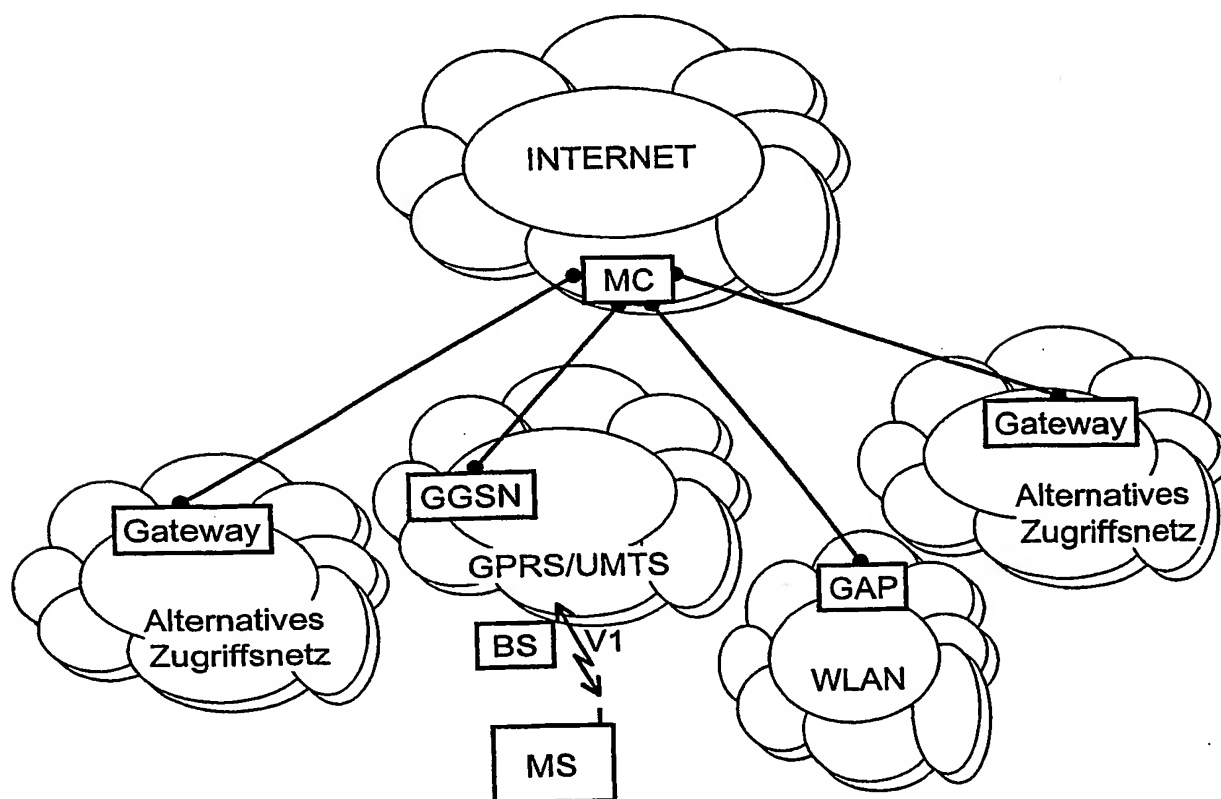 INTERNET
MC
Gateway
Alternatives
Zugriffsnetz
GGSN
GPRS/UMTS
Gateway
Alternatives
Zugriffsnetz
GAP
WLAN
BS
V1
MS